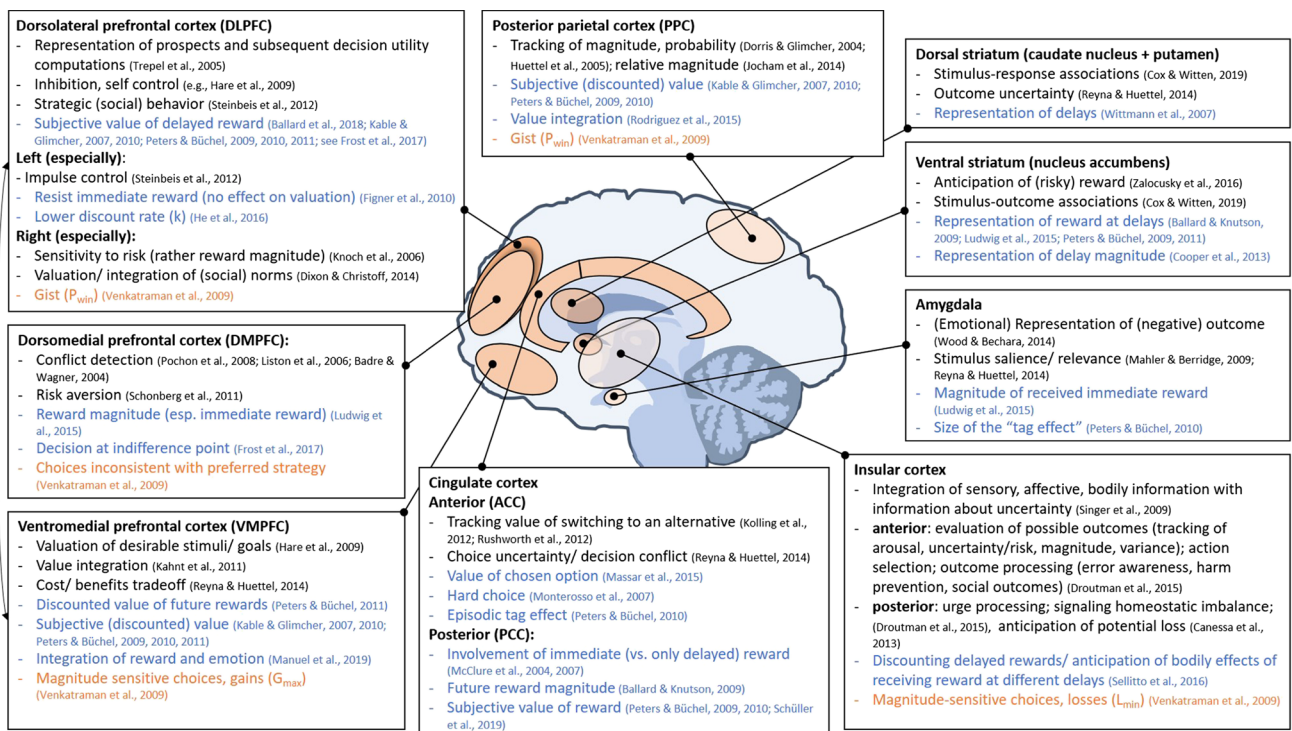 Dorsolateral prefrontal cortex (DLPFC)
- Representation of prospects and subsequent decision utility
computations (Trepel et al., 2005)
- Inhibition, self control (e.g., Hare et al., 2009)
- Strategic (social) behavior (Steinbeis et al., 2012)
- Subjective value of delayed reward (Ballard et al., 2018; Kable &
Glimcher, 2007, 2010; Peters & Büchel, 2009, 2010, 2011; see Frost et al., 2017)
Left (especially):
- Impulse control (Steinbeis et al., 2012)
- Resist immediate reward (no effect on valuation) (Figner et al., 2010)
- Lower discount rate (k) (He et al., 2016)
Right (especially):
- Sensitivity to risk (rather reward magnitude) (Knoch et al., 2006)
- Valuation/ integration of (social) norms (Dixon & Christoff, 2014)
- Gist (Pwin) (Venkatraman et al., 2009)
Dorsomedial prefrontal cortex (DMPFC):
- Conflict detection (Pochon et al., 2008; Liston et al., 2006; Badre &
Wagner, 2004)
- Risk aversion (Schonberg et al., 2011)
- Reward magnitude (esp. immediate reward) (Ludwig et
al., 2015)
- Decision at indifference point (Frost et al., 2017)
- Choices inconsistent with preferred strategy
(Venkatraman et al., 2009)
Ventromedial prefrontal cortex (VMPFC)
- Valuation of desirable stimuli/ goals (Hare et al., 2009)
- Value integration (Kahnt et al., 2011)
- Cost/ benefits tradeoff (Reyna & Huettel, 2014)
- Discounted value of future rewards (Peters & Büchel, 2011)
- Subjective (discounted) value (Kable & Glimcher, 2007, 2010;
Peters & Büchel, 2009, 2010, 2011)
- Integration of reward and emotion (Manuel et al., 2019)
- Magnitude sensitive choices, gains (Gmax)
(Venkatraman et al., 2009)
Posterior parietal cortex (PPC)
- Tracking of magnitude, probability (Dorris & Glimcher, 2004;
Huettel et al., 2005); relative magnitude (Jocham et al., 2014)
- Subjective (discounted) value (Kable & Glimcher, 2007, 2010;
Peters & Büchel, 2009, 2010)
- Value integration (Rodriguez et al., 2015)
- Gist (Pwin) (Venkatraman et al., 2009)
Cingulate cortex
Anterior (ACC)
- Tracking value of switching to an alternative (Kolling et al.,
2012; Rushworth et al., 2012)
- Choice uncertainty/ decision conflict (Reyna & Huettel, 2014)
- Value of chosen option (Massar et al., 2015)
- Hard choice (Monterosso et al., 2007)
- Episodic tag effect (Peters & Büchel, 2010)
Posterior (PCC):
- Involvement of immediate (vs. only delayed) reward
(McClure et al., 2004, 2007)
- Future reward magnitude (Ballard & Knutson, 2009)
- Subjective value of reward (Peters & Büchel, 2009, 2010; Schüller
et al., 2019)
Dorsal striatum (caudate nucleus + putamen)
- Stimulus-response associations (Cox & Witten, 2019)
- Outcome uncertainty (Reyna & Huettel, 2014)
- Representation of delays (Wittmann et al., 2007)
Ventral striatum (nucleus accumbens)
- Anticipation of (risky) reward (Zalocusky et al., 2016)
- Stimulus-outcome associations (Cox & Witten, 2019)
- Representation of reward at delays (Ballard & Knutson,
2009; Ludwig et al., 2015; Peters & Büchel, 2009, 2011)
- Representation of delay magnitude (Cooper et al., 2013)
Amygdala
- (Emotional) Representation of (negative) outcome
(Wood & Bechara, 2014)
- Stimulus salience/ relevance (Mahler & Berridge, 2009;
Reyna & Huettel, 2014)
- Magnitude of received immediate reward
(Ludwig et al., 2015)
- Size of the “tag effect” (Peters & Büchel, 2010)
Insular cortex
- Integration of sensory, affective, bodily information with
information about uncertainty (Singer et al., 2009)
- anterior: evaluation of possible outcomes (tracking of
arousal, uncertainty/risk, magnitude, variance); action
selection; outcome processing (error awareness, harm
prevention, social outcomes) (Droutman et al., 2015)
- posterior: urge processing; signaling homeostatic imbalance;
(Droutman et al., 2015), anticipation of potential loss (Canessa et al.,
2013)
- Discounting delayed rewards/ anticipation of bodily effects of
receiving reward at different delays (Sellitto et al., 2016)
- Magnitude-sensitive choices, losses (Lmin) (Venkatraman et al., 2009)